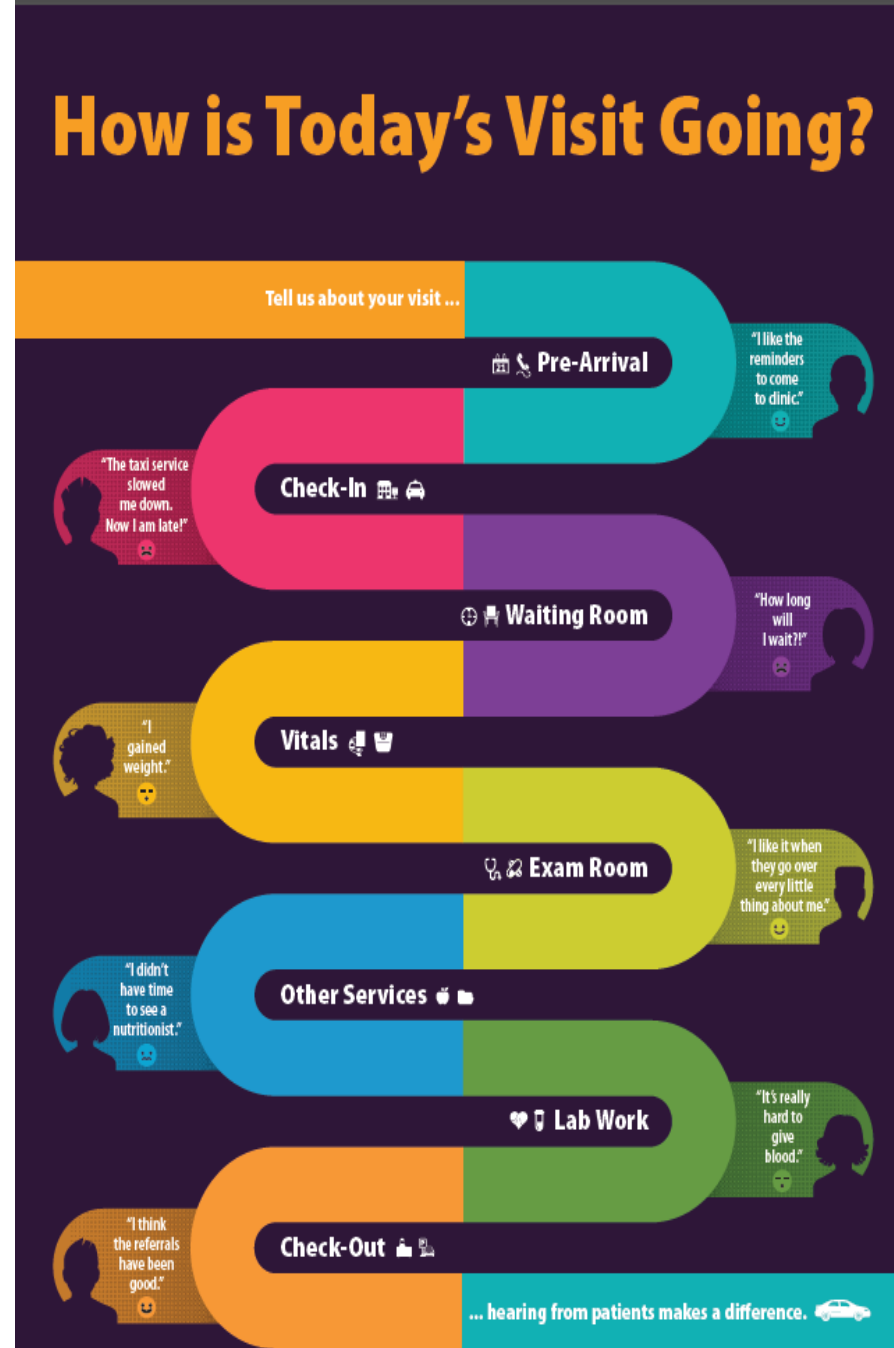 How is Today's Visit Going?
Tell us about your visit ...
Pre-Arrival
"I like the
reminders
to come
to clinic."
"The taxi service
slowed
me down.
Now I am late!"
Check-In
Waiting Room
"How long
will
I wait?!"
"I
gained
weight."
Vitals
Exam Room
"I like it when
they go over
every little
thing about me."
"I didn't
have time
to see a
nutritionist."
Other Services
Lab Work
"It's really
hard to
give
blood."
"I think
the referrals
have been
good."
Check-Out
... hearing from patients makes a difference.